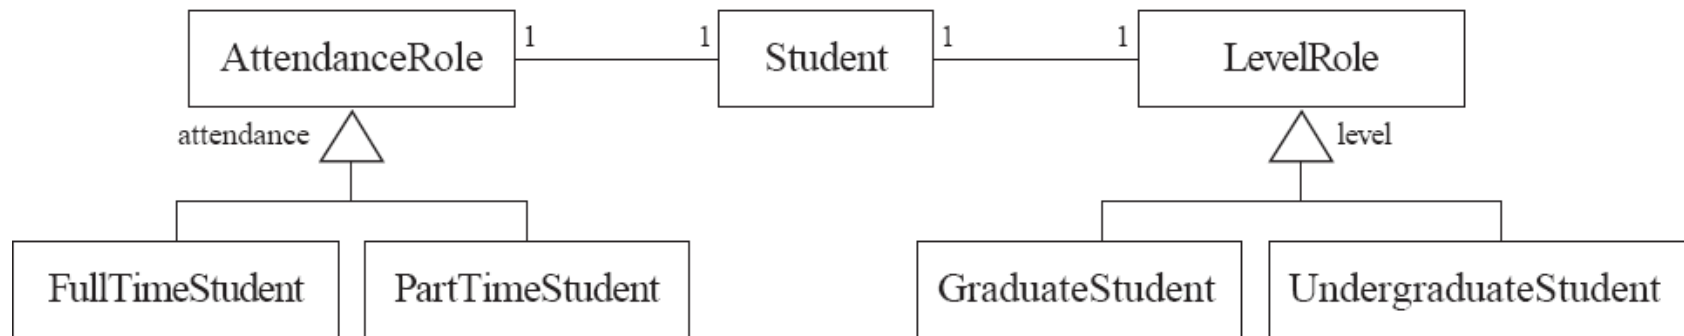 AttendanceRole
1
1
Student
1
1
LevelRole
attendance
level
FullTimeStudent
PartTimeStudent
GraduateStudent
UndergraduateStudent